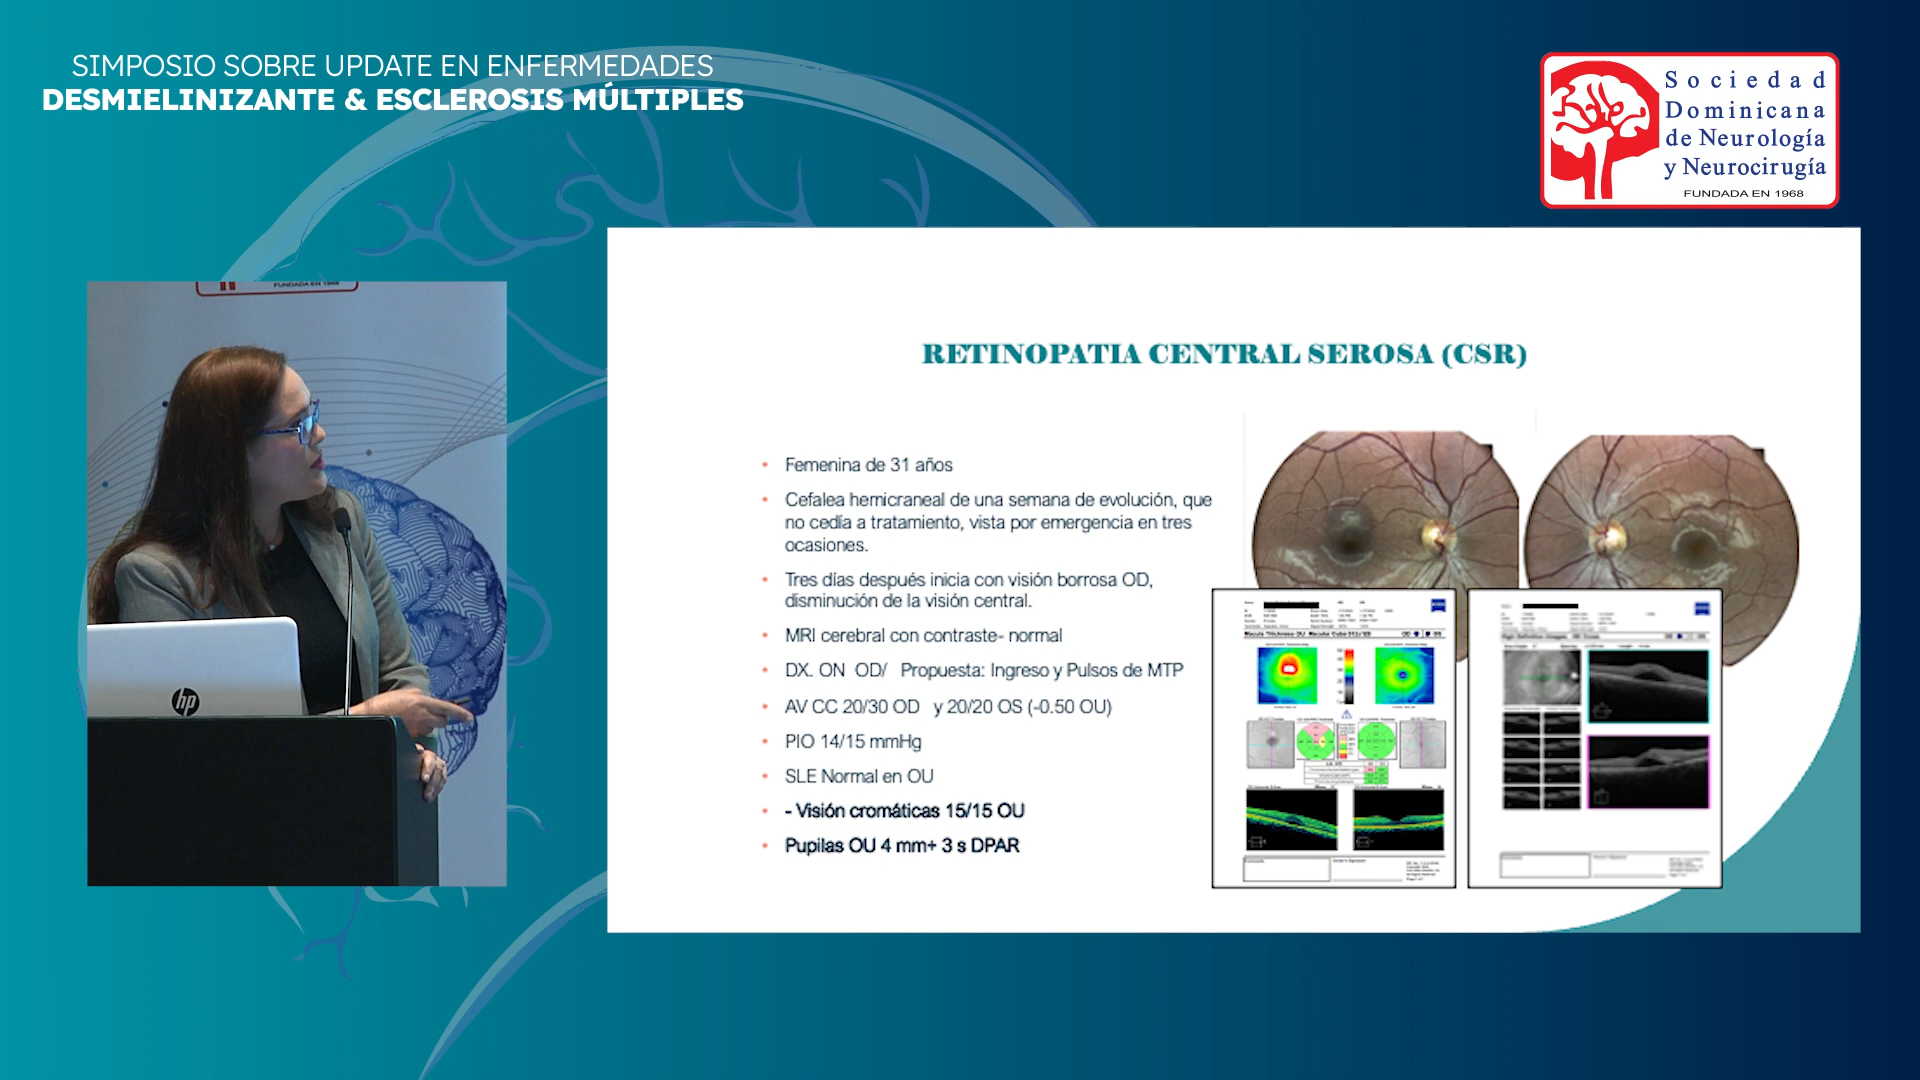 SIMPOSIO SOBRE UPDATE EN ENFERMEDADES
DESMIELINIZANTE & ESCLEROSIS MÚLTIPLES
Sociedad
Dominicana
de Neurología
y Neurocirugía
FUNDADA EN 1968
FUNDADA EN 1968
hp
RETINOPATIA CENTRAL SEROSA (CSR)
• Femenina de 31 años
• Cefalea hemicraneal de una semana de evolución, que
no cedía a tratamiento, vista por emergencia en tres
ocasiones.
• Tres días después inicia con visión borrosa OD,
disminución de la visión central.
• MRI cerebral con contraste- normal
• DX. ON OD/ Propuesta: Ingreso y Pulsos de MTP
• AV CC 20/30 OD y 20/20 OS (-0.50 OU)
• PIO 14/15 mmHg
• SLE Normal en OU
• - Visión cromáticas 15/15 OU
• Pupilas OU 4 mm+ 3 s DPAR